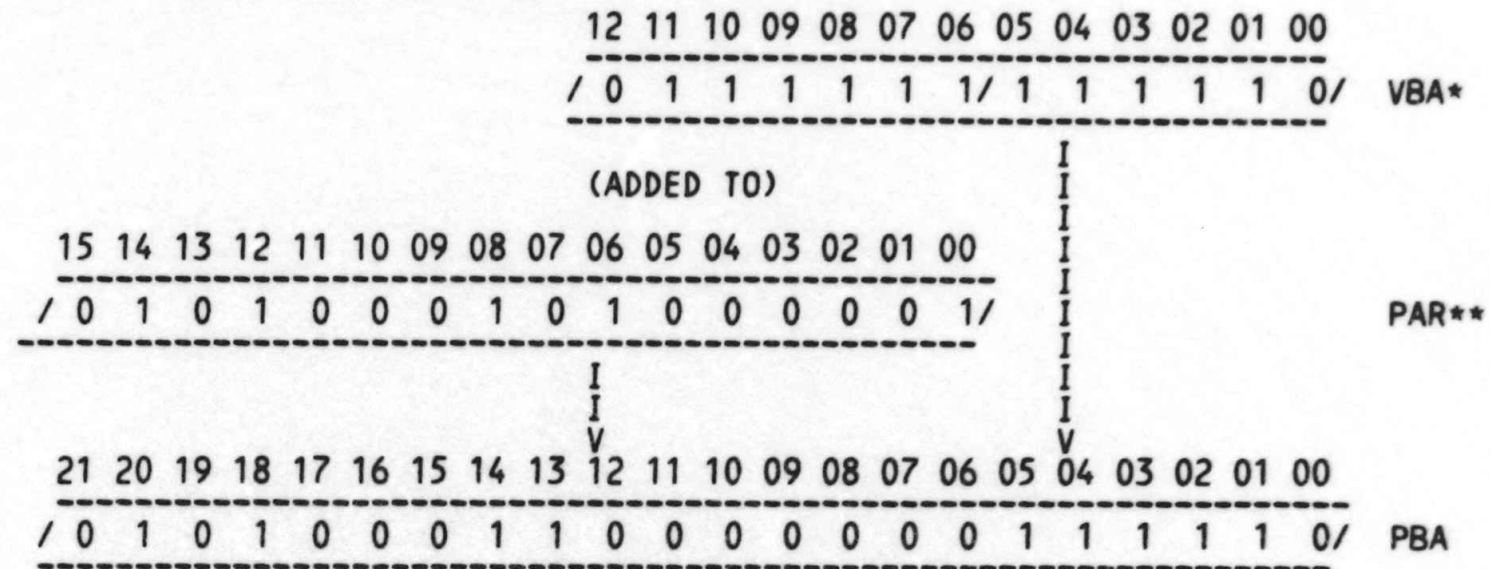 12 11 10 09 08 07 06 05 04 03 02 01 00
/ 0 1 1 1 1 1 1/ 1 1 1 1 1 0/ VBA*
(ADDED TO)
15 14 13 12 11 10 09 08 07 06 05 04 03 02 01 00
/ 0 1 0 1 0 0 0 1 0 1 0 0 0 0 0 1/ PAR**
21 20 19 18 17 16 15 14 13 12 11 10 09 08 07 06 05 04 03 02 01 00
/ 0 1 0 1 0 0 0 1 1 0 0 0 0 0 0 0 1 1 1 1 1 0/ PBA